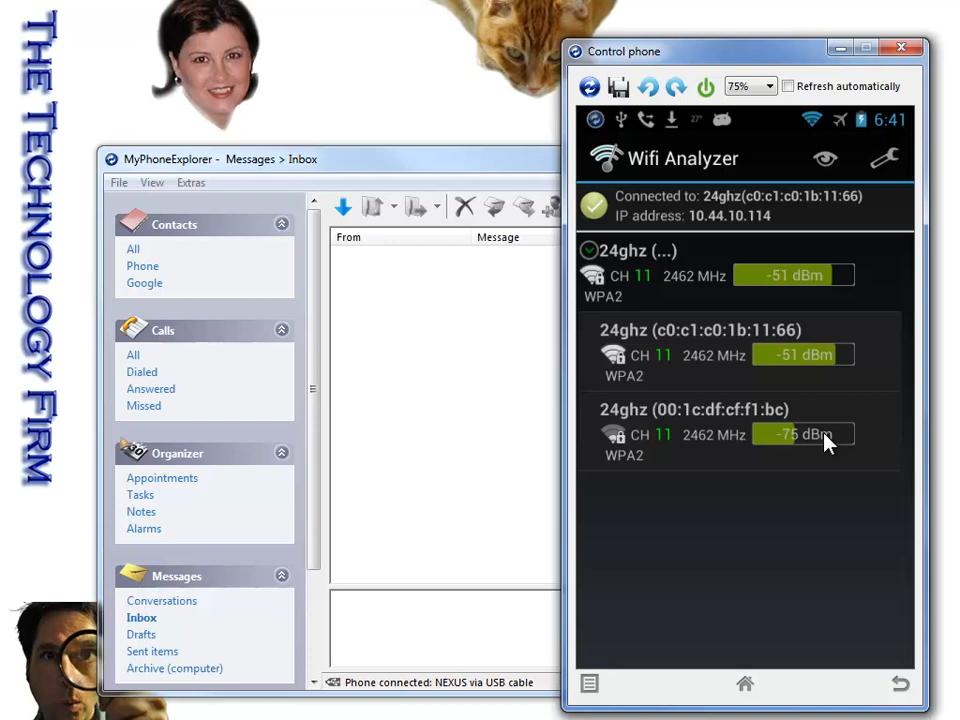 THE TECHNOLOGY FIRM
MyPhoneExplorer - Messages > Inbox
File View Extras
Contacts
All
Phone
Google
Calls
All
Dialed
Answered
Missed
Organizer
Appointments
Tasks
Notes
Alarms
Messages
Conversations
Inbox
Drafts
Sent items
Archive (computer)
From Message
Phone connected: NEXUS via USB cable
Control phone
75% Refresh automatically
27° 6:41
Wifi Analyzer
Connected to: 24ghz(c0:c1:c0:1b:11:66)
IP address: 10.44.10.114
24ghz (...)
CH 11 2462 MHz -51 dBm
WPA2
24ghz (c0:c1:c0:1b:11:66)
CH 11 2462 MHz -51 dBm
WPA2
24ghz (00:1c:df:cf:f1:bc)
CH 11 2462 MHz -75 dBm
WPA2